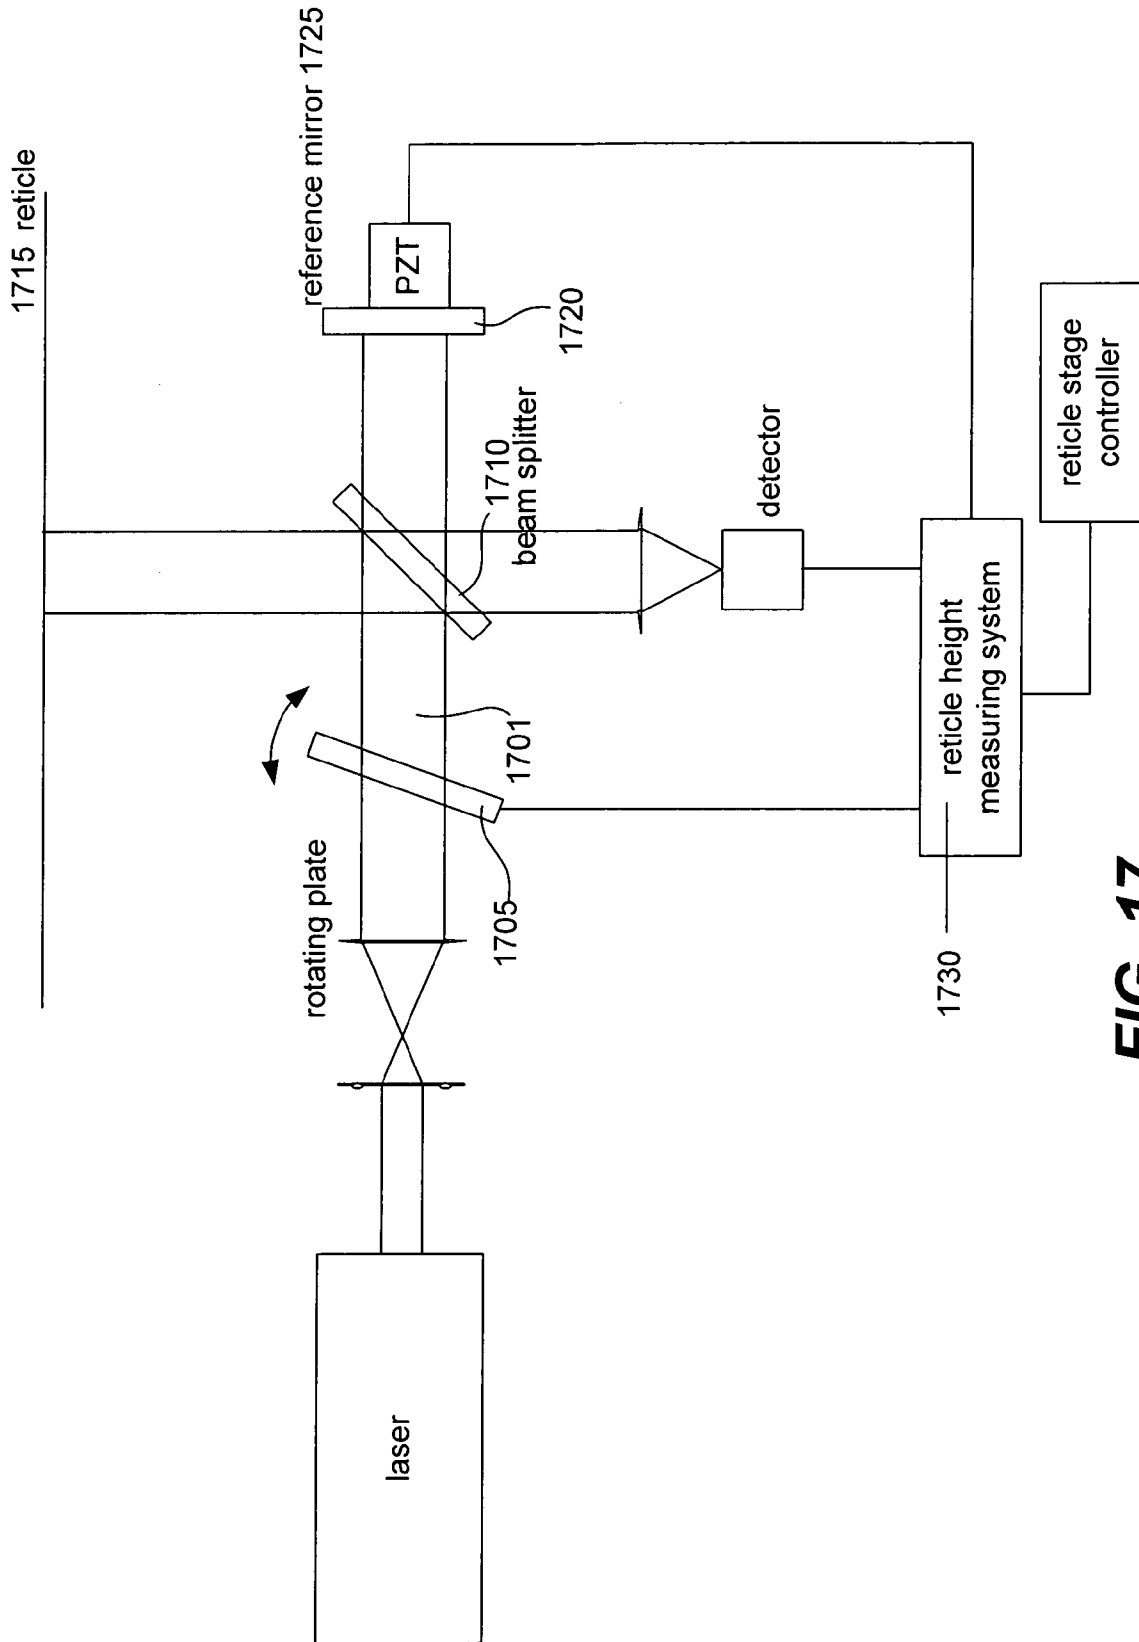 1715 reticle
reference mirror 1725
PZT
1720
1710
beam splitter
detector
1701
rotating plate
1705
laser
reticle height
measuring system
1730
reticle stage
controller
FIG. 17